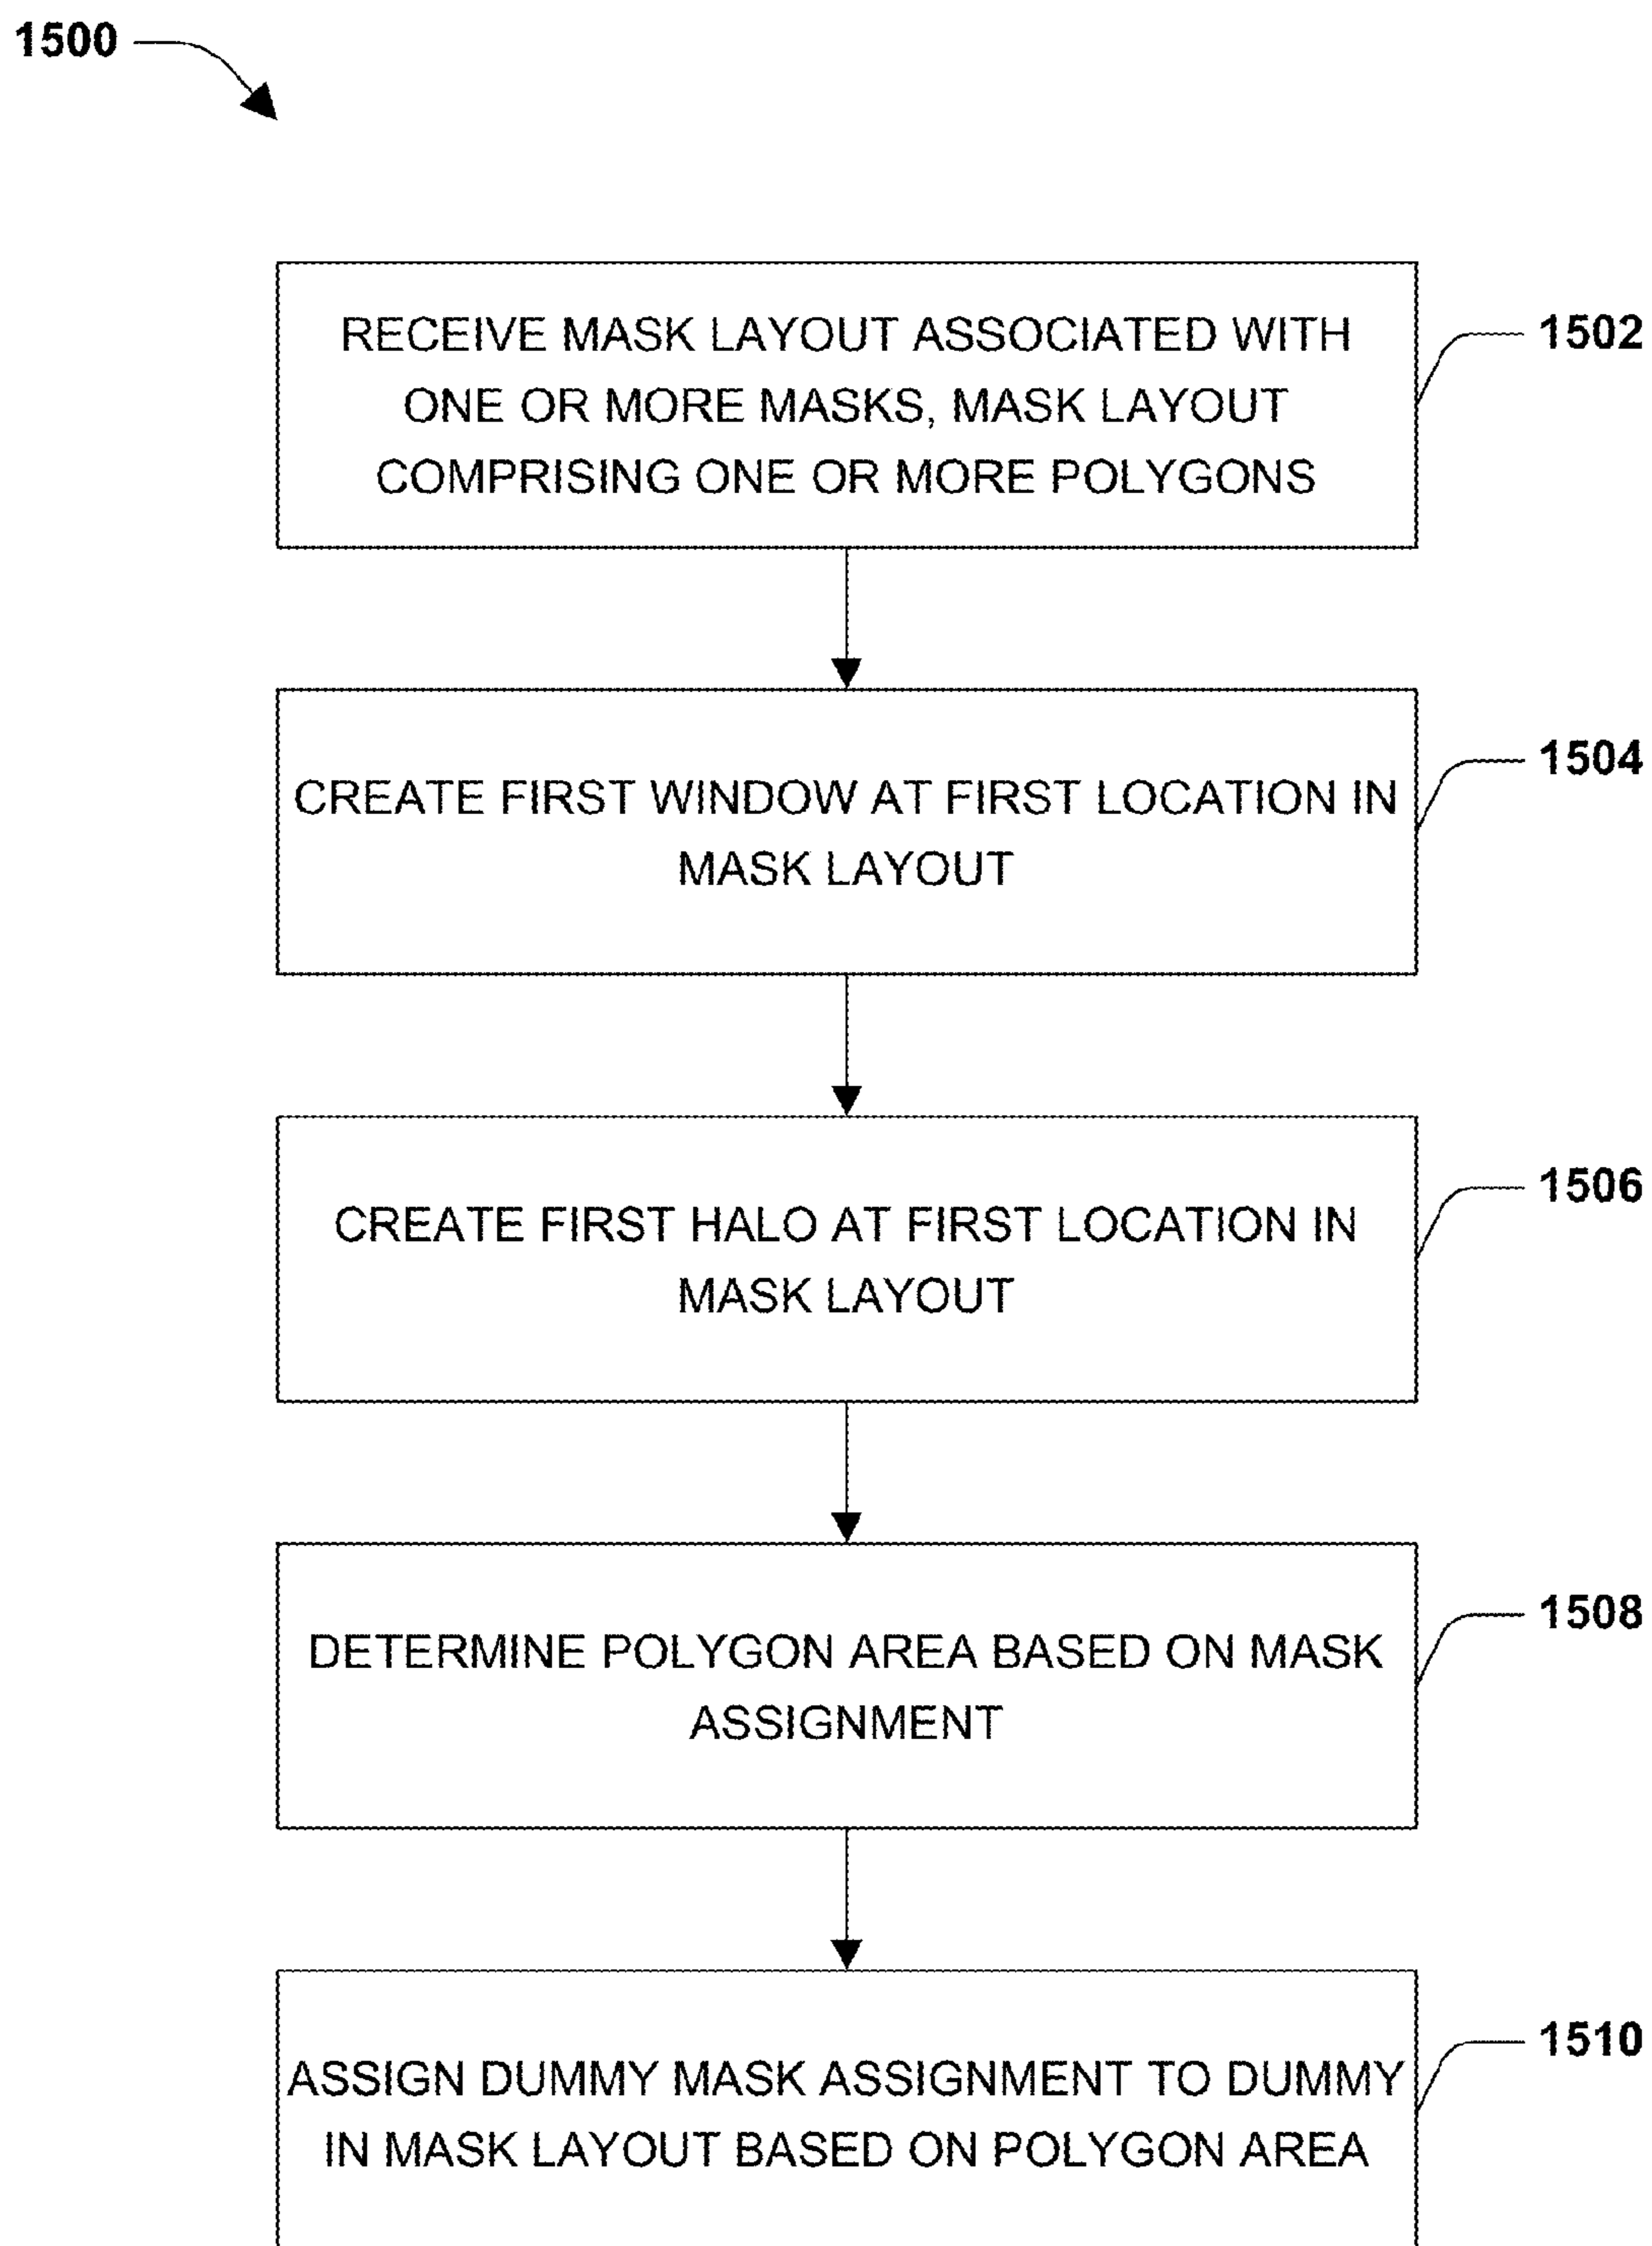 1500
RECEIVE MASK LAYOUT ASSOCIATED WITH
ONE OR MORE MASKS, MASK LAYOUT
COMPRISING ONE OR MORE POLYGONS
1502
CREATE FIRST WINDOW AT FIRST LOCATION IN
MASK LAYOUT
1504
CREATE FIRST HALO AT FIRST LOCATION IN
MASK LAYOUT
1506
DETERMINE POLYGON AREA BASED ON MASK
ASSIGNMENT
1508
ASSIGN DUMMY MASK ASSIGNMENT TO DUMMY
IN MASK LAYOUT BASED ON POLYGON AREA
1510